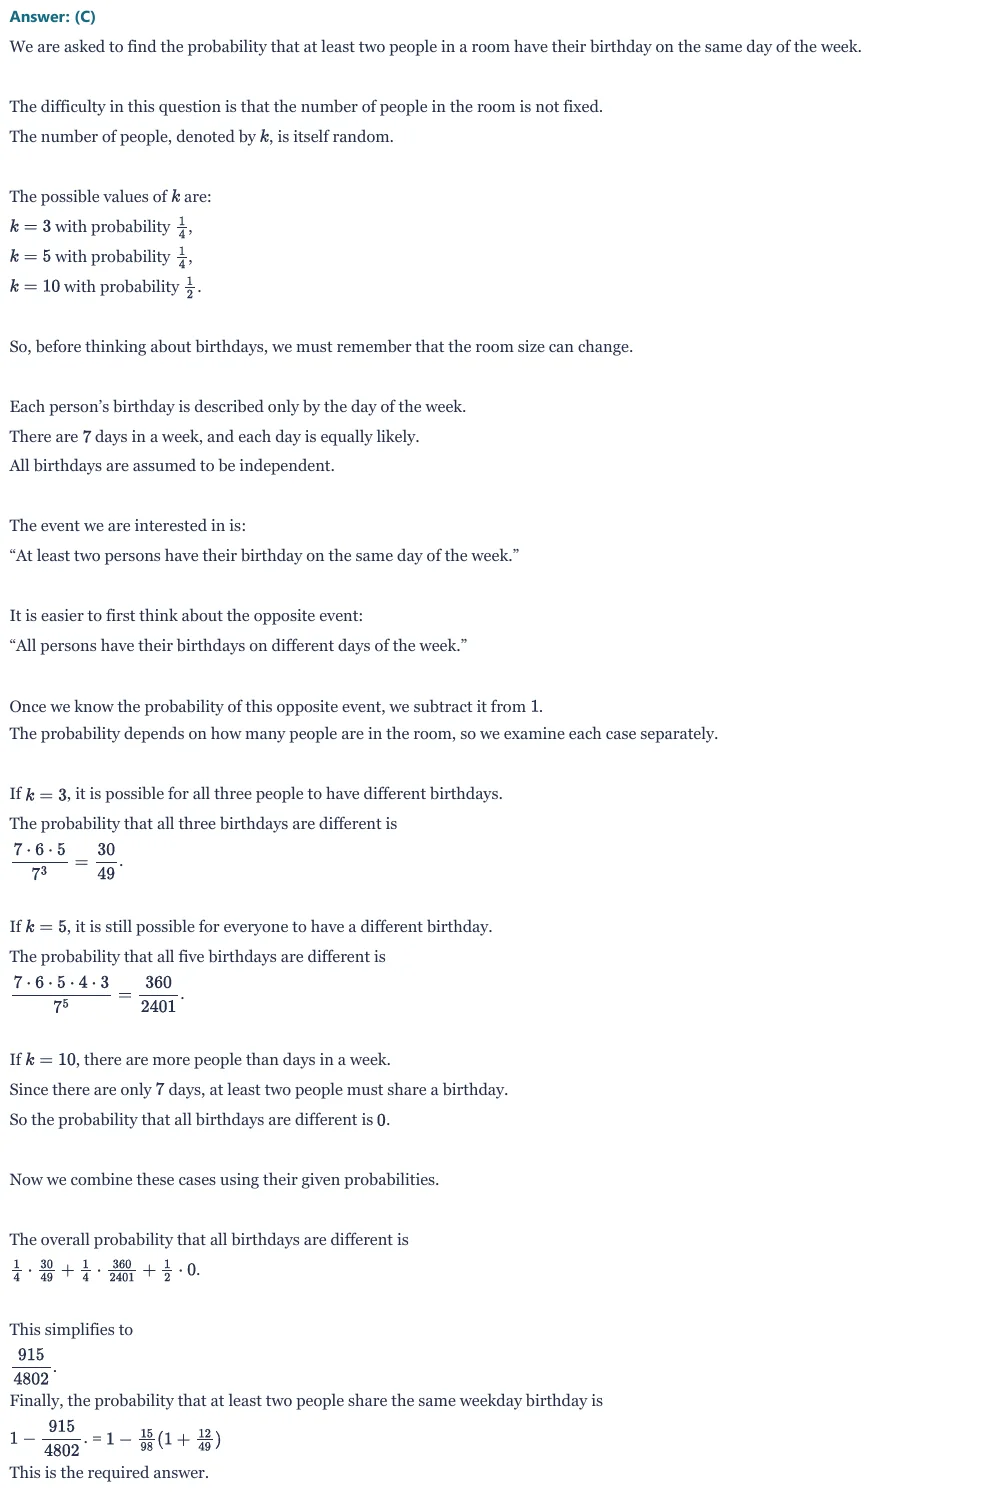 Answer: (C)
We are asked to find the probability that at least two people in a room have their birthday on the same day of the week.
The difficulty in this question is that the number of people in the room is not fixed.
The number of people, denoted by k, is itself random.
The possible values of k are:
k = 3 with probability 1/4,
k = 5 with probability 1/4,
k = 10 with probability 1/2.
So, before thinking about birthdays, we must remember that the room size can change.
Each person’s birthday is described only by the day of the week.
There are 7 days in a week, and each day is equally likely.
All birthdays are assumed to be independent.
The event we are interested in is:
“At least two persons have their birthday on the same day of the week.”
It is easier to first think about the opposite event:
“All persons have their birthdays on different days of the week.”
Once we know the probability of this opposite event, we subtract it from 1.
The probability depends on how many people are in the room, so we examine each case separately.
If k = 3, it is possible for all three people to have different birthdays.
The probability that all three birthdays are different is
(7 · 6 · 5)/7³ = 30/49.
If k = 5, it is still possible for everyone to have a different birthday.
The probability that all five birthdays are different is
(7 · 6 · 5 · 4 · 3)/7⁵ = 360/2401.
If k = 10, there are more people than days in a week.
Since there are only 7 days, at least two people must share a birthday.
So the probability that all birthdays are different is 0.
Now we combine these cases using their given probabilities.
The overall probability that all birthdays are different is
1/4 · 30/49 + 1/4 · 360/2401 + 1/2 · 0.
This simplifies to
915/4802.
Finally, the probability that at least two people share the same weekday birthday is
1 − 915/4802. = 1 − 15/98(1 + 12/49)
This is the required answer.